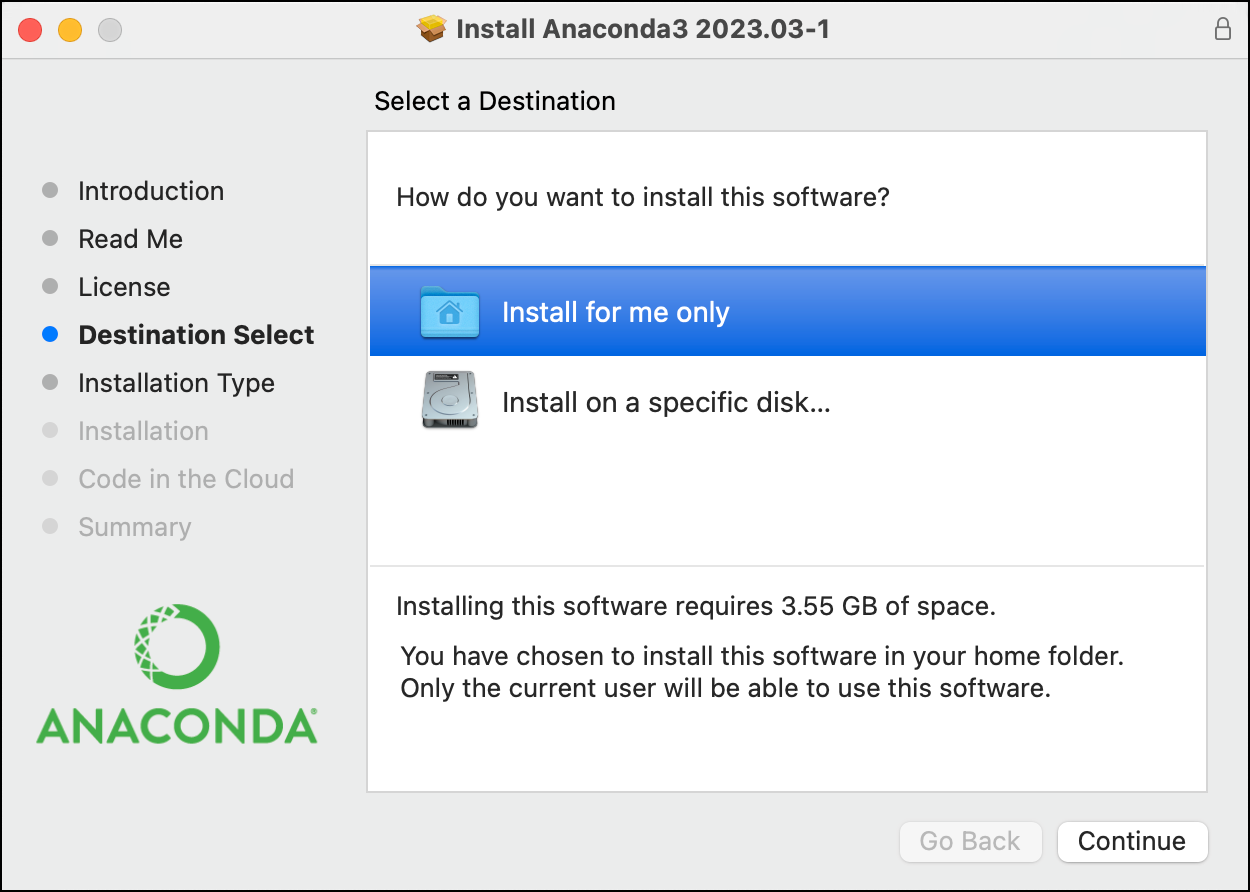 Install Anaconda3 2023.03-1
Select a Destination
Introduction
Read Me
License
Destination Select
Installation Type
Installation
Code in the Cloud
Summary
ANACONDA®
How do you want to install this software?
Install for me only
Install on a specific disk...
Installing this software requires 3.55 GB of space.
You have chosen to install this software in your home folder.
Only the current user will be able to use this software.
Go Back
Continue